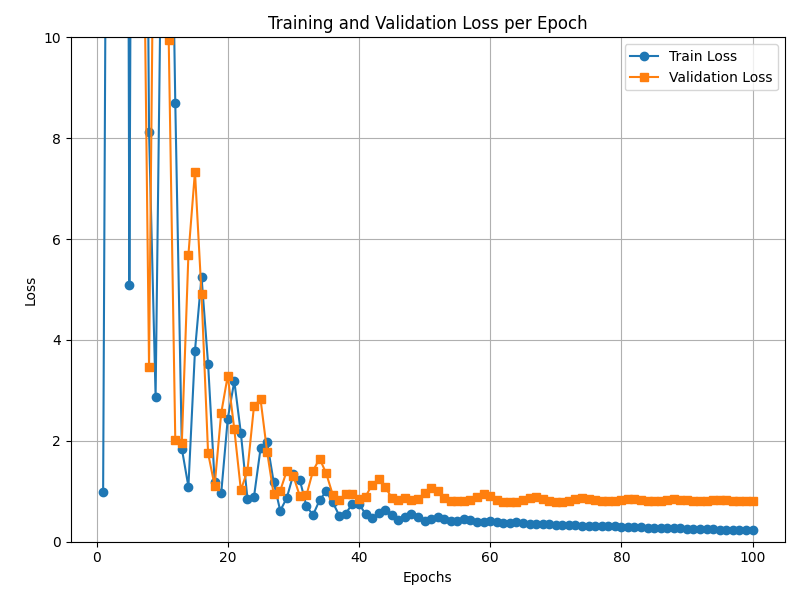 Training and Validation Loss per Epoch
Train Loss
Validation Loss
10
8
6
4
2
0
Loss
0 20 40 60 80 100
Epochs